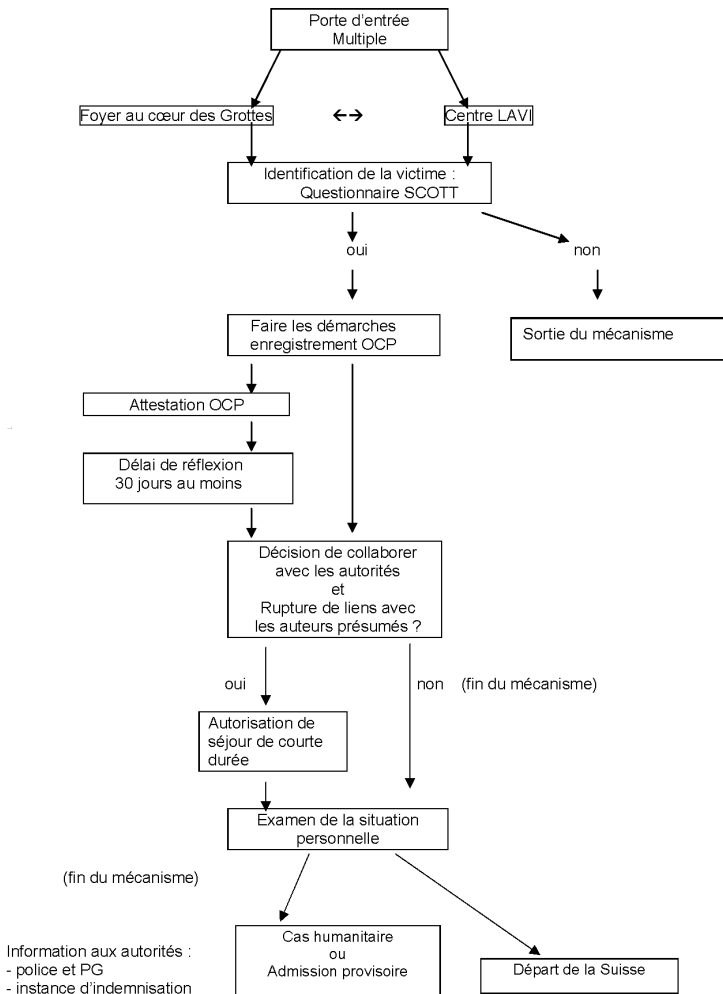 Porte d'entrée
Multiple
Foyer au cœur des Grottes
Centre LAVI
Identification de la victime :
Questionnaire SCOTT
oui
non
Faire les démarches
enregistrement OCP
Sortie du mécanisme
Attestation OCP
Délai de réflexion
30 jours au moins
Décision de collaborer
avec les autorités
et
Rupture de liens avec
les auteurs présumés ?
oui
non (fin du mécanisme)
Autorisation de
séjour de courte
durée
Examen de la situation
personnelle
(fin du mécanisme)
Cas humanitaire
ou
Admission provisoire
Départ de la Suisse
Information aux autorités :
- police et PG
- instance d'indemnisation